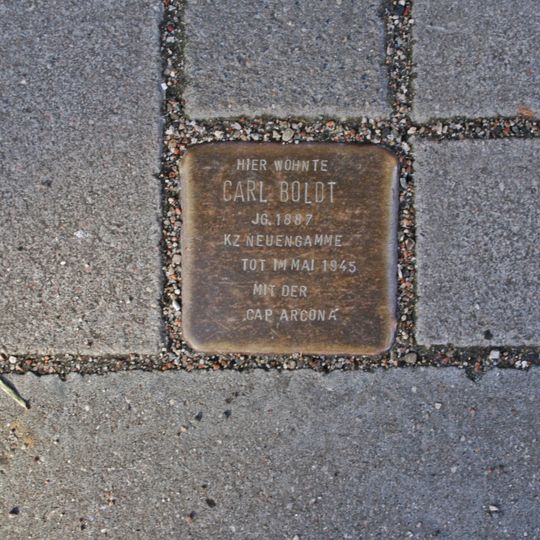 HIER WOHNTE
CARL BOLDT
JG. 1887
KZ NEUENGAMME
TOT IM MAI 1945
MIT DER
CAP ARCONA